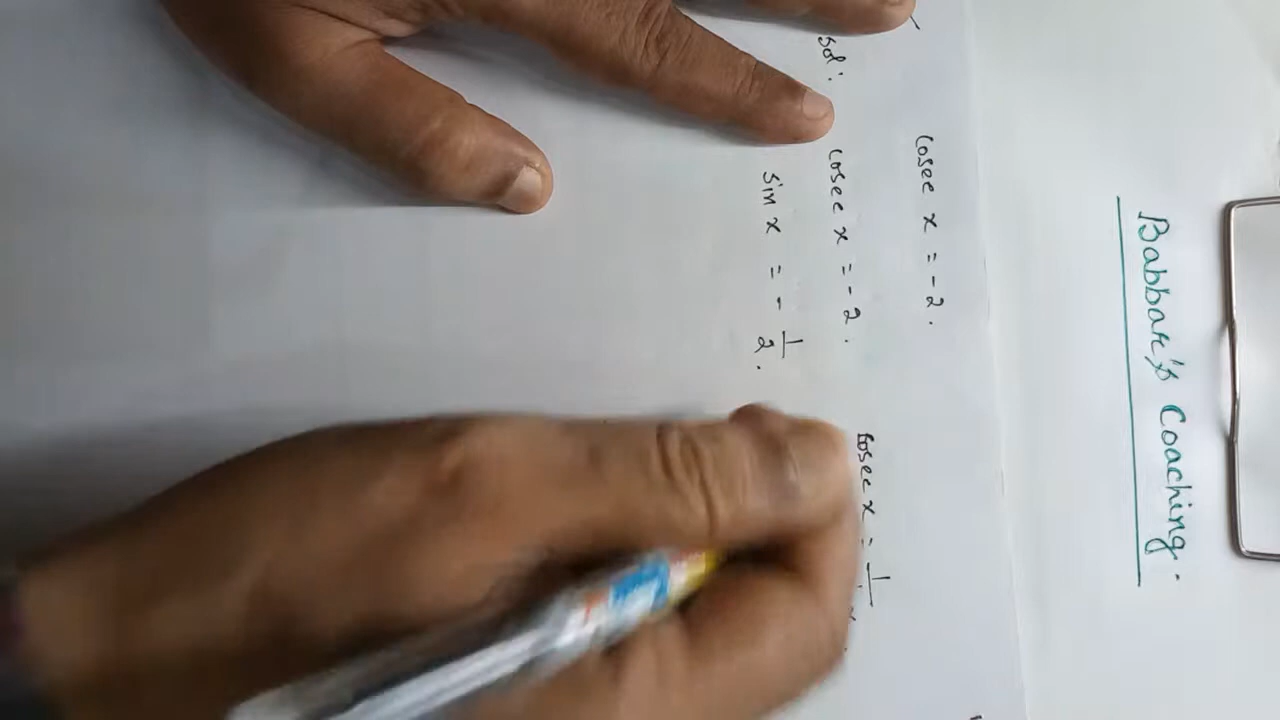 Babbar's Coaching.
cosec x = - 2.
sol: cosec x = - 2.
cosec x = 1
sin x = - 1/2.